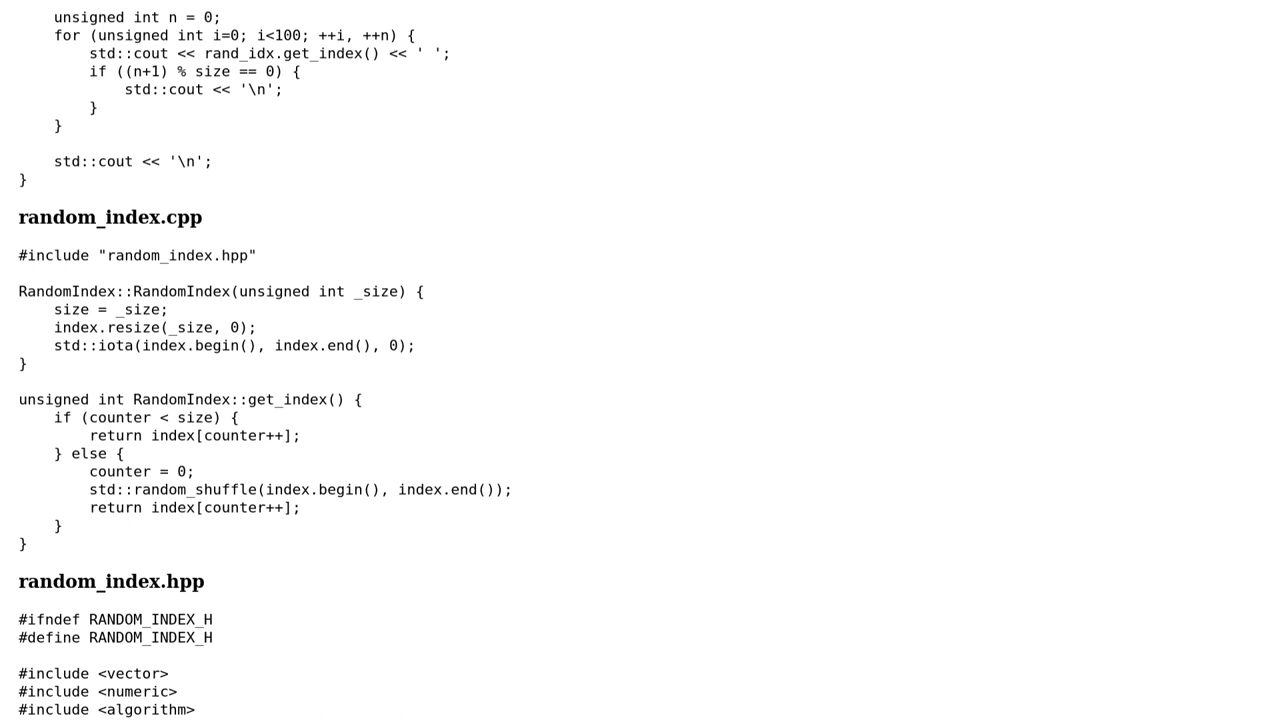 unsigned int n = 0;
    for (unsigned int i=0; i<100; ++i, ++n) {
        std::cout << rand_idx.get_index() << ' ';
        if ((n+1) % size == 0) {
            std::cout << '\n';
        }
    }

    std::cout << '\n';
}
random_index.cpp
#include "random_index.hpp"

RandomIndex::RandomIndex(unsigned int _size) {
    size = _size;
    index.resize(_size, 0);
    std::iota(index.begin(), index.end(), 0);
}

unsigned int RandomIndex::get_index() {
    if (counter < size) {
        return index[counter++];
    } else {
        counter = 0;
        std::random_shuffle(index.begin(), index.end());
        return index[counter++];
    }
}
random_index.hpp
#ifndef RANDOM_INDEX_H
#define RANDOM_INDEX_H

#include <vector>
#include <numeric>
#include <algorithm>